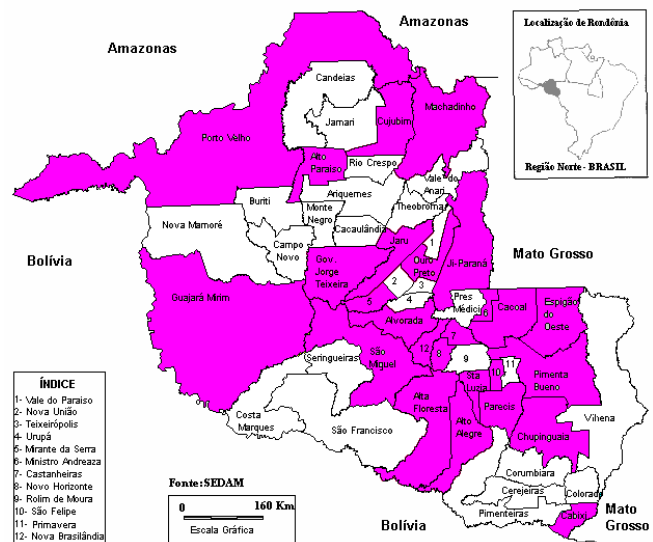 Amazonas
Amazonas
Localização de Rondônia
Região Norte - BRASIL
Candeias
Jamari
Cujubim
Machadinho
Porto Velho
Alto
Paraiso
Rio Crespo
Vale do
Anari
Ariquemes
Buriti
Monte
Negro
Theobroma
Nova Mamoré
Cacaulândia
Campo
Novo
Jaru
1
Bolívia
Gov.
Jorge
Teixeira
Ouro
Preto
Ji-Paraná
Mato Grosso
2
3
4
5
Guajará Mirim
Pres
Médici
6
Cacoal
Espigão
do
Oeste
Alvorada
7
Seringueiras
São
Miguel
12
8
9
10
11
Sta
Luzia
Pimenta
Bueno
Alta
Floresta
Parecis
Costa
Marques
São Francisco
Alto
Alegre
Chupinguaia
Vilhena
Corumbiara
Cerejeiras
Colorado
Pimenteiras
Cabixi
Mato
Grosso
Bolívia
ÍNDICE
1- Vale do Paraiso
2- Nova União
3- Teixeirópolis
4- Urupá
5- Mirante da Serra
6- Ministro Andreaza
7- Castanheiras
8- Novo Horizonte
9- Rolim de Moura
10- São Felipe
11- Primavera
12- Nova Brasilândia
Fonte: SEDAM
0 160 Km
Escala Gráfica